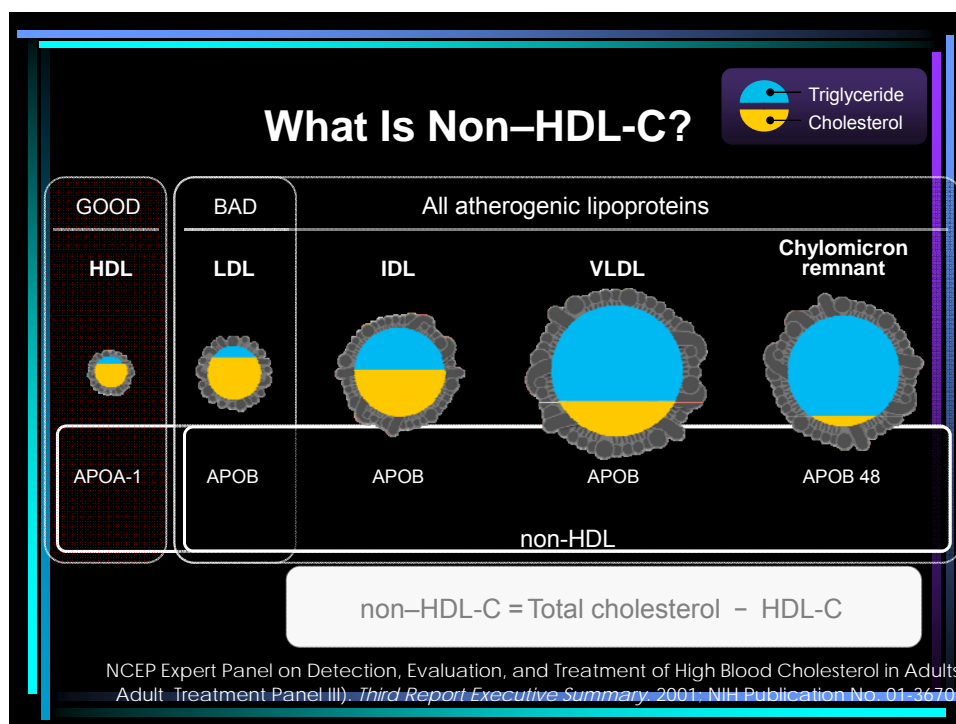 Triglyceride
Cholesterol
What Is Non–HDL-C?
GOOD BAD All atherogenic lipoproteins
HDL LDL IDL VLDL Chylomicron remnant
APOA-1 APOB APOB APOB APOB 48
non-HDL
non–HDL-C = Total cholesterol − HDL-C
NCEP Expert Panel on Detection, Evaluation, and Treatment of High Blood Cholesterol in Adults
Adult Treatment Panel III). Third Report Executive Summary. 2001; NIH Publication No. 01-3670